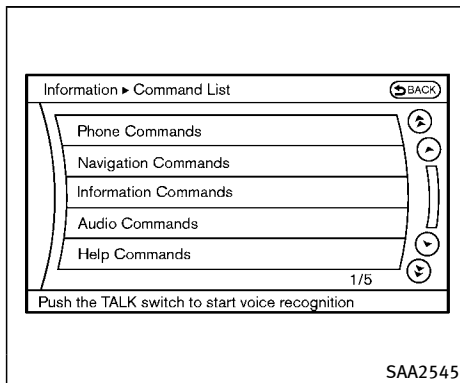 Information ▸ Command List
BACK
Phone Commands
Navigation Commands
Information Commands
Audio Commands
Help Commands
1/5
Push the TALK switch to start voice recognition
SAA2545